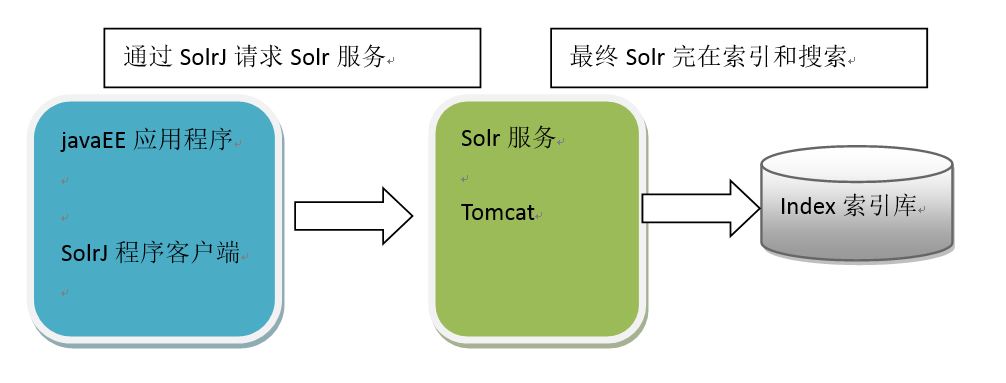 通过 SolrJ 请求 Solr 服务
最终 Solr 完在索引和搜索
javaEE 应用程序
SolrJ 程序客户端
Solr 服务
Tomcat
Index 索引库